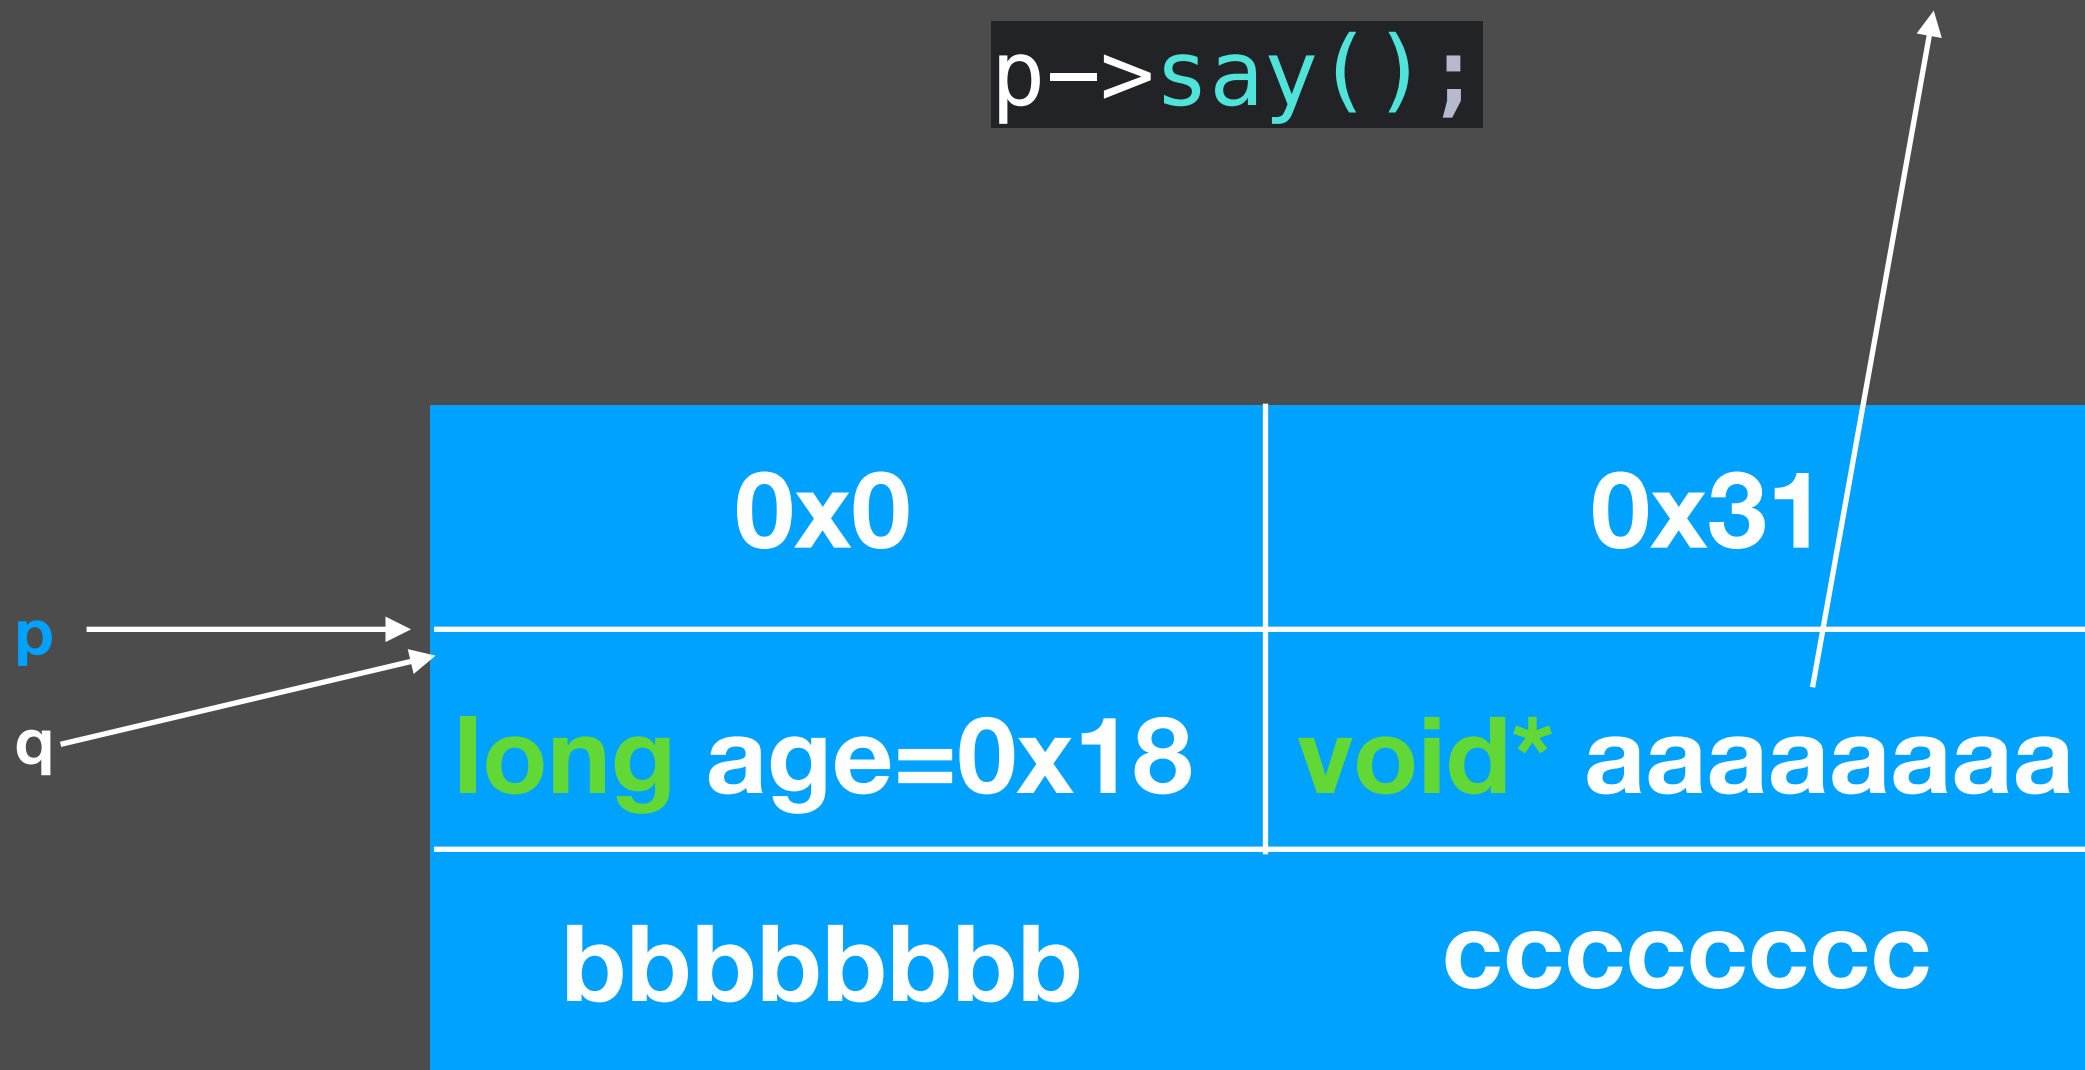 p->say();
0x0 0x31
p
q
long age=0x18 void* aaaaaaaa
bbbbbbbb cccccccc